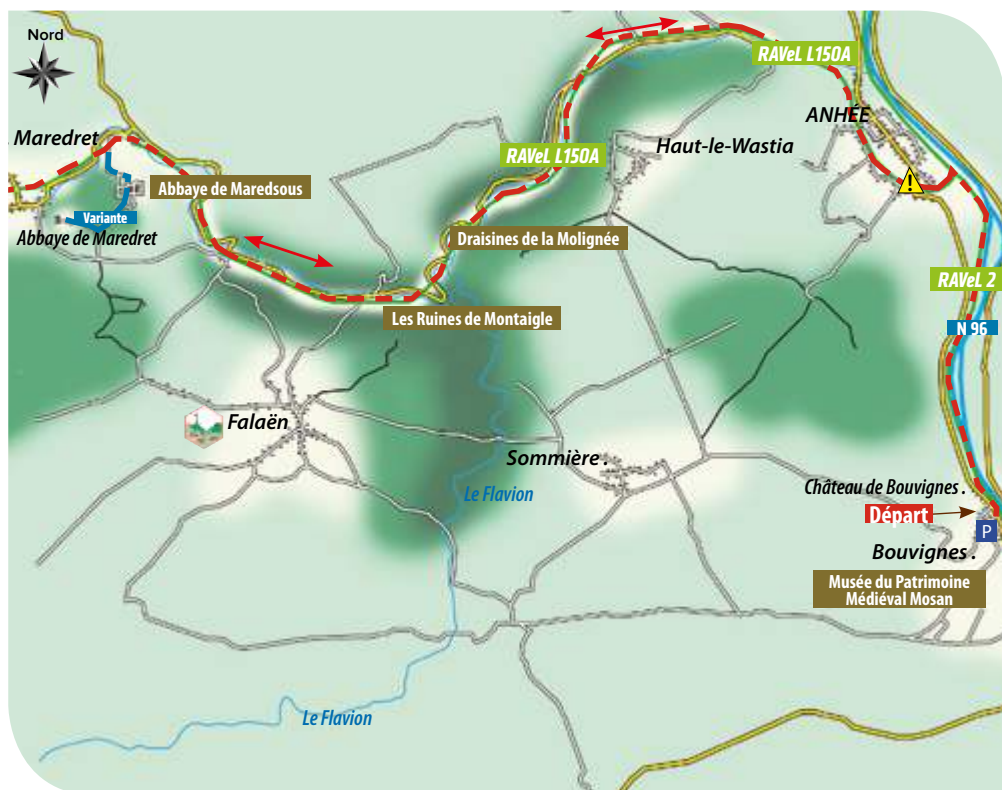 Nord
RAVeL L150A
ANHÉE
. Maredret
Haut-le-Wastia
RAVeL L150A
Abbaye de Maredsous
Variante
Abbaye de Maredret
Draisines de la Molignée
RAVeL 2
Les Ruines de Montaigle
N 96
Falaën
Sommière .
Le Flavion
Château de Bouvignes .
Départ
P
Bouvignes .
Musée du Patrimoine
Médiéval Mosan
Le Flavion